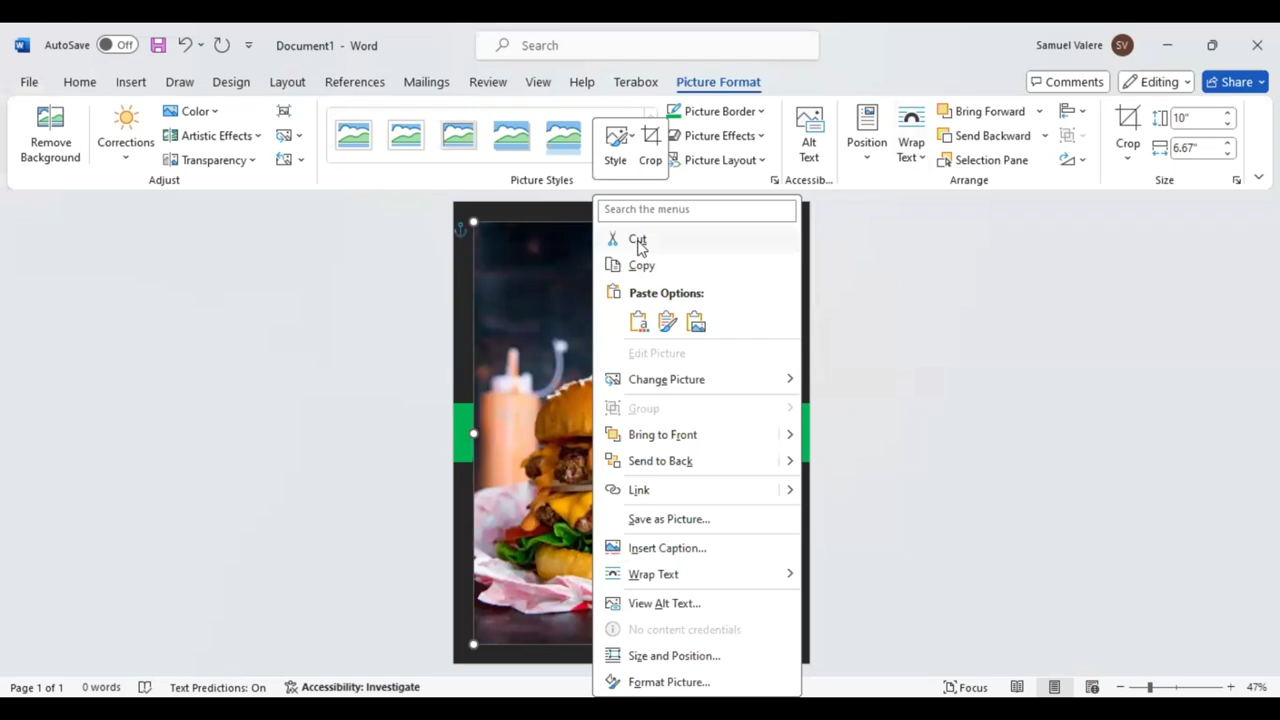 AutoSave Off Document1 - Word Search Samuel Valere SV
File Home Insert Draw Design Layout References Mailings Review View Help Terabox Picture Format Comments Editing Share
Remove Background
Corrections
Color
Artistic Effects
Transparency
Adjust
Picture Styles
Style Crop
Picture Border
Picture Effects
Picture Layout
Alt Text
Accessib...
Position
Wrap Text
Bring Forward
Send Backward
Selection Pane
Arrange
Crop
10"
6.67"
Size
Search the menus
Cut
Copy
Paste Options:
Edit Picture
Change Picture
Group
Bring to Front
Send to Back
Link
Save as Picture...
Insert Caption...
Wrap Text
View Alt Text...
No content credentials
Size and Position...
Format Picture...
Page 1 of 1 0 words Text Predictions: On Accessibility: Investigate Focus 47%